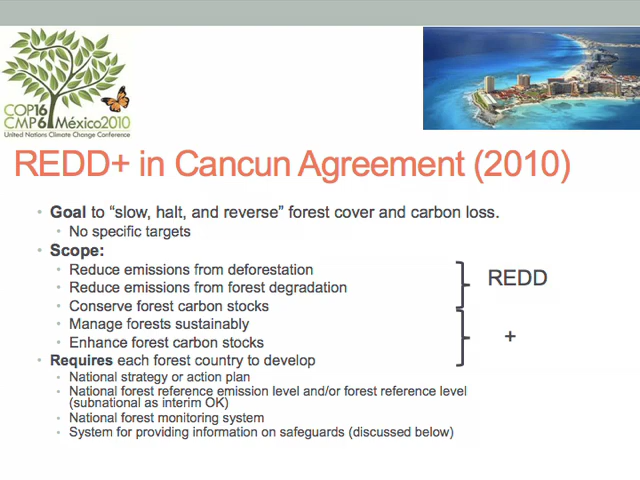 COP16
CMP6 México2010
United Nations Climate Change Conference
REDD+ in Cancun Agreement (2010)
• Goal to “slow, halt, and reverse” forest cover and carbon loss.
• No specific targets
• Scope:
• Reduce emissions from deforestation
• Reduce emissions from forest degradation
• Conserve forest carbon stocks
REDD
• Manage forests sustainably
• Enhance forest carbon stocks
+
• Requires each forest country to develop
• National strategy or action plan
• National forest reference emission level and/or forest reference level
(subnational as interim OK)
• National forest monitoring system
• System for providing information on safeguards (discussed below)